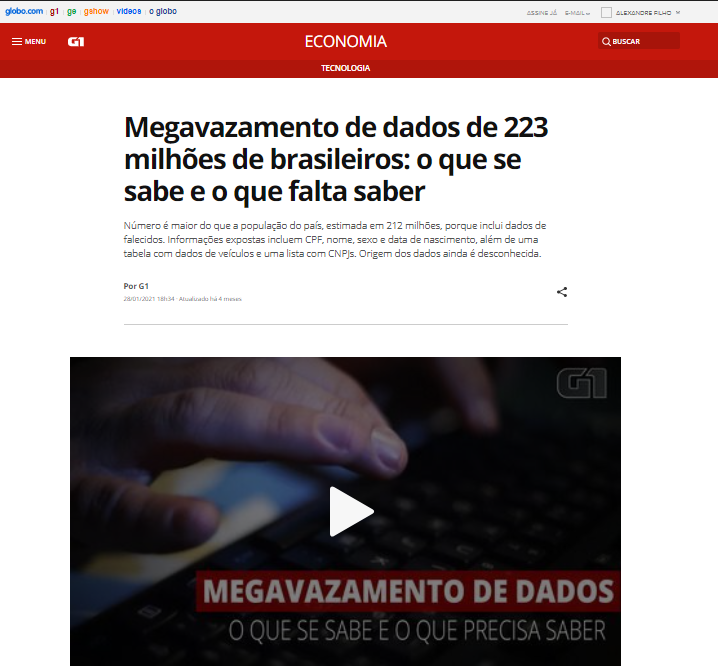 globo.com g1 ge gshow vídeos o globo ASSINE JÁ E-MAIL ALEXANDRE FILHO
MENU G1 ECONOMIA BUSCAR
TECNOLOGIA
Megavazamento de dados de 223
milhões de brasileiros: o que se
sabe e o que falta saber
Número é maior do que a população do país, estimada em 212 milhões, porque inclui dados de
falecidos. Informações expostas incluem CPF, nome, sexo e data de nascimento, além de uma
tabela com dados de veículos e uma lista com CNPJs. Origem dos dados ainda é desconhecida.
Por G1
28/01/2021 18h34 · Atualizado há 4 meses
G1
MEGAVAZAMENTO DE DADOS
O QUE SE SABE E O QUE PRECISA SABER